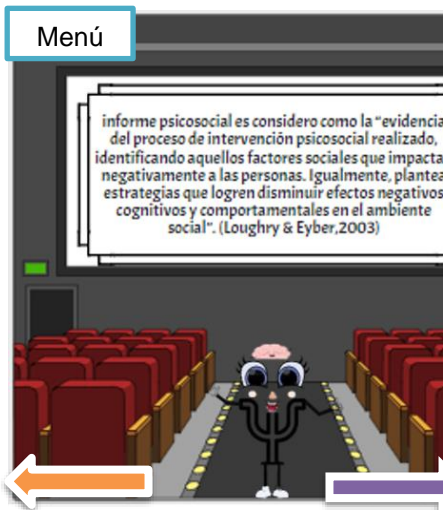 Menú
informe psicosocial es considero como la “evidencia
del proceso de intervención psicosocial realizado,
identificando aquellos factores sociales que impacta
negativamente a las personas. Igualmente, plantea
estrategias que logren disminuir efectos negativos
cognitivos y comportamentales en el ambiente
social”. (Loughry & Eyber,2003)